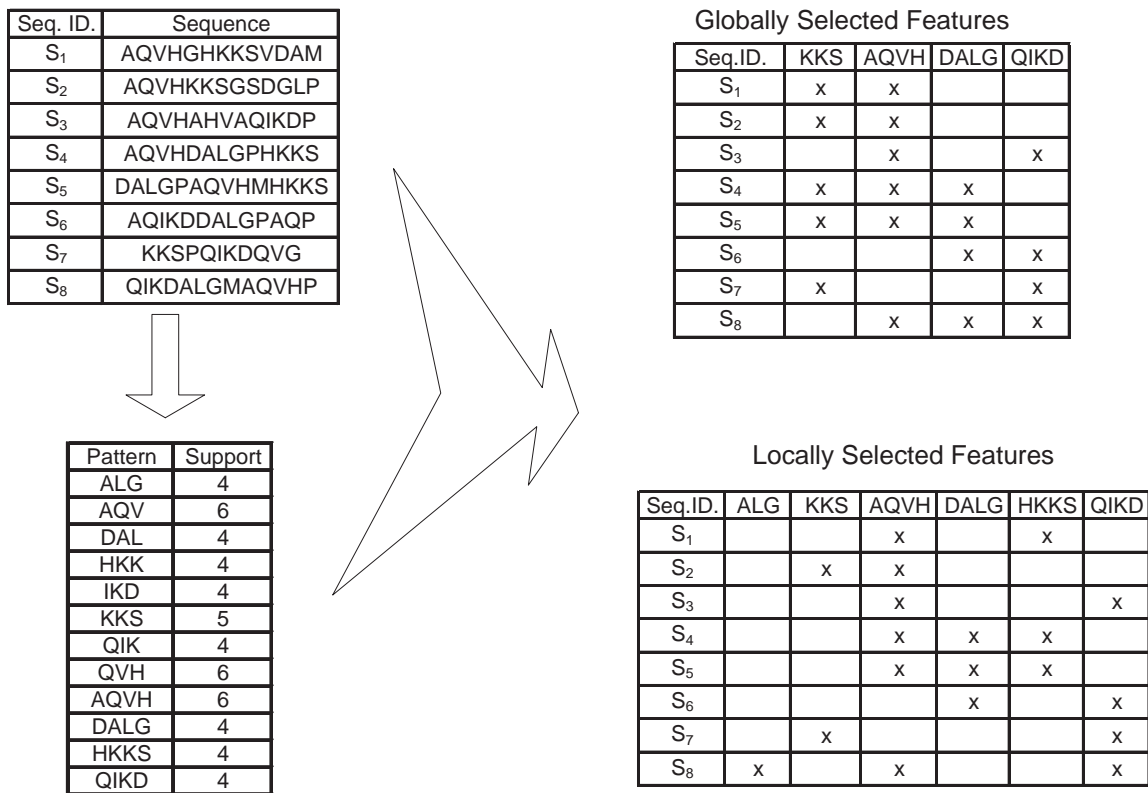 Seq. ID. Sequence
S1 AQVHGHKKSVDAM
S2 AQVHKKSGSDGLP
S3 AQVHAHVAQIKDP
S4 AQVHDALGPHKKS
S5 DALGPAQVHMHKKS
S6 AQIKDDALGPAQP
S7 KKSPQIKDQVG
S8 QIKDALGMAQVHP
Pattern Support
ALG 4
AQV 6
DAL 4
HKK 4
IKD 4
KKS 5
QIK 4
QVH 6
AQVH 6
DALG 4
HKKS 4
QIKD 4
Globally Selected Features
Seq.ID. KKS AQVH DALG QIKD
S1 x x
S2 x x
S3 x x
S4 x x x
S5 x x x
S6 x x
S7 x x
S8 x x x
Locally Selected Features
Seq.ID. ALG KKS AQVH DALG HKKS QIKD
S1 x x
S2 x x
S3 x x
S4 x x x
S5 x x x
S6 x x
S7 x x
S8 x x x